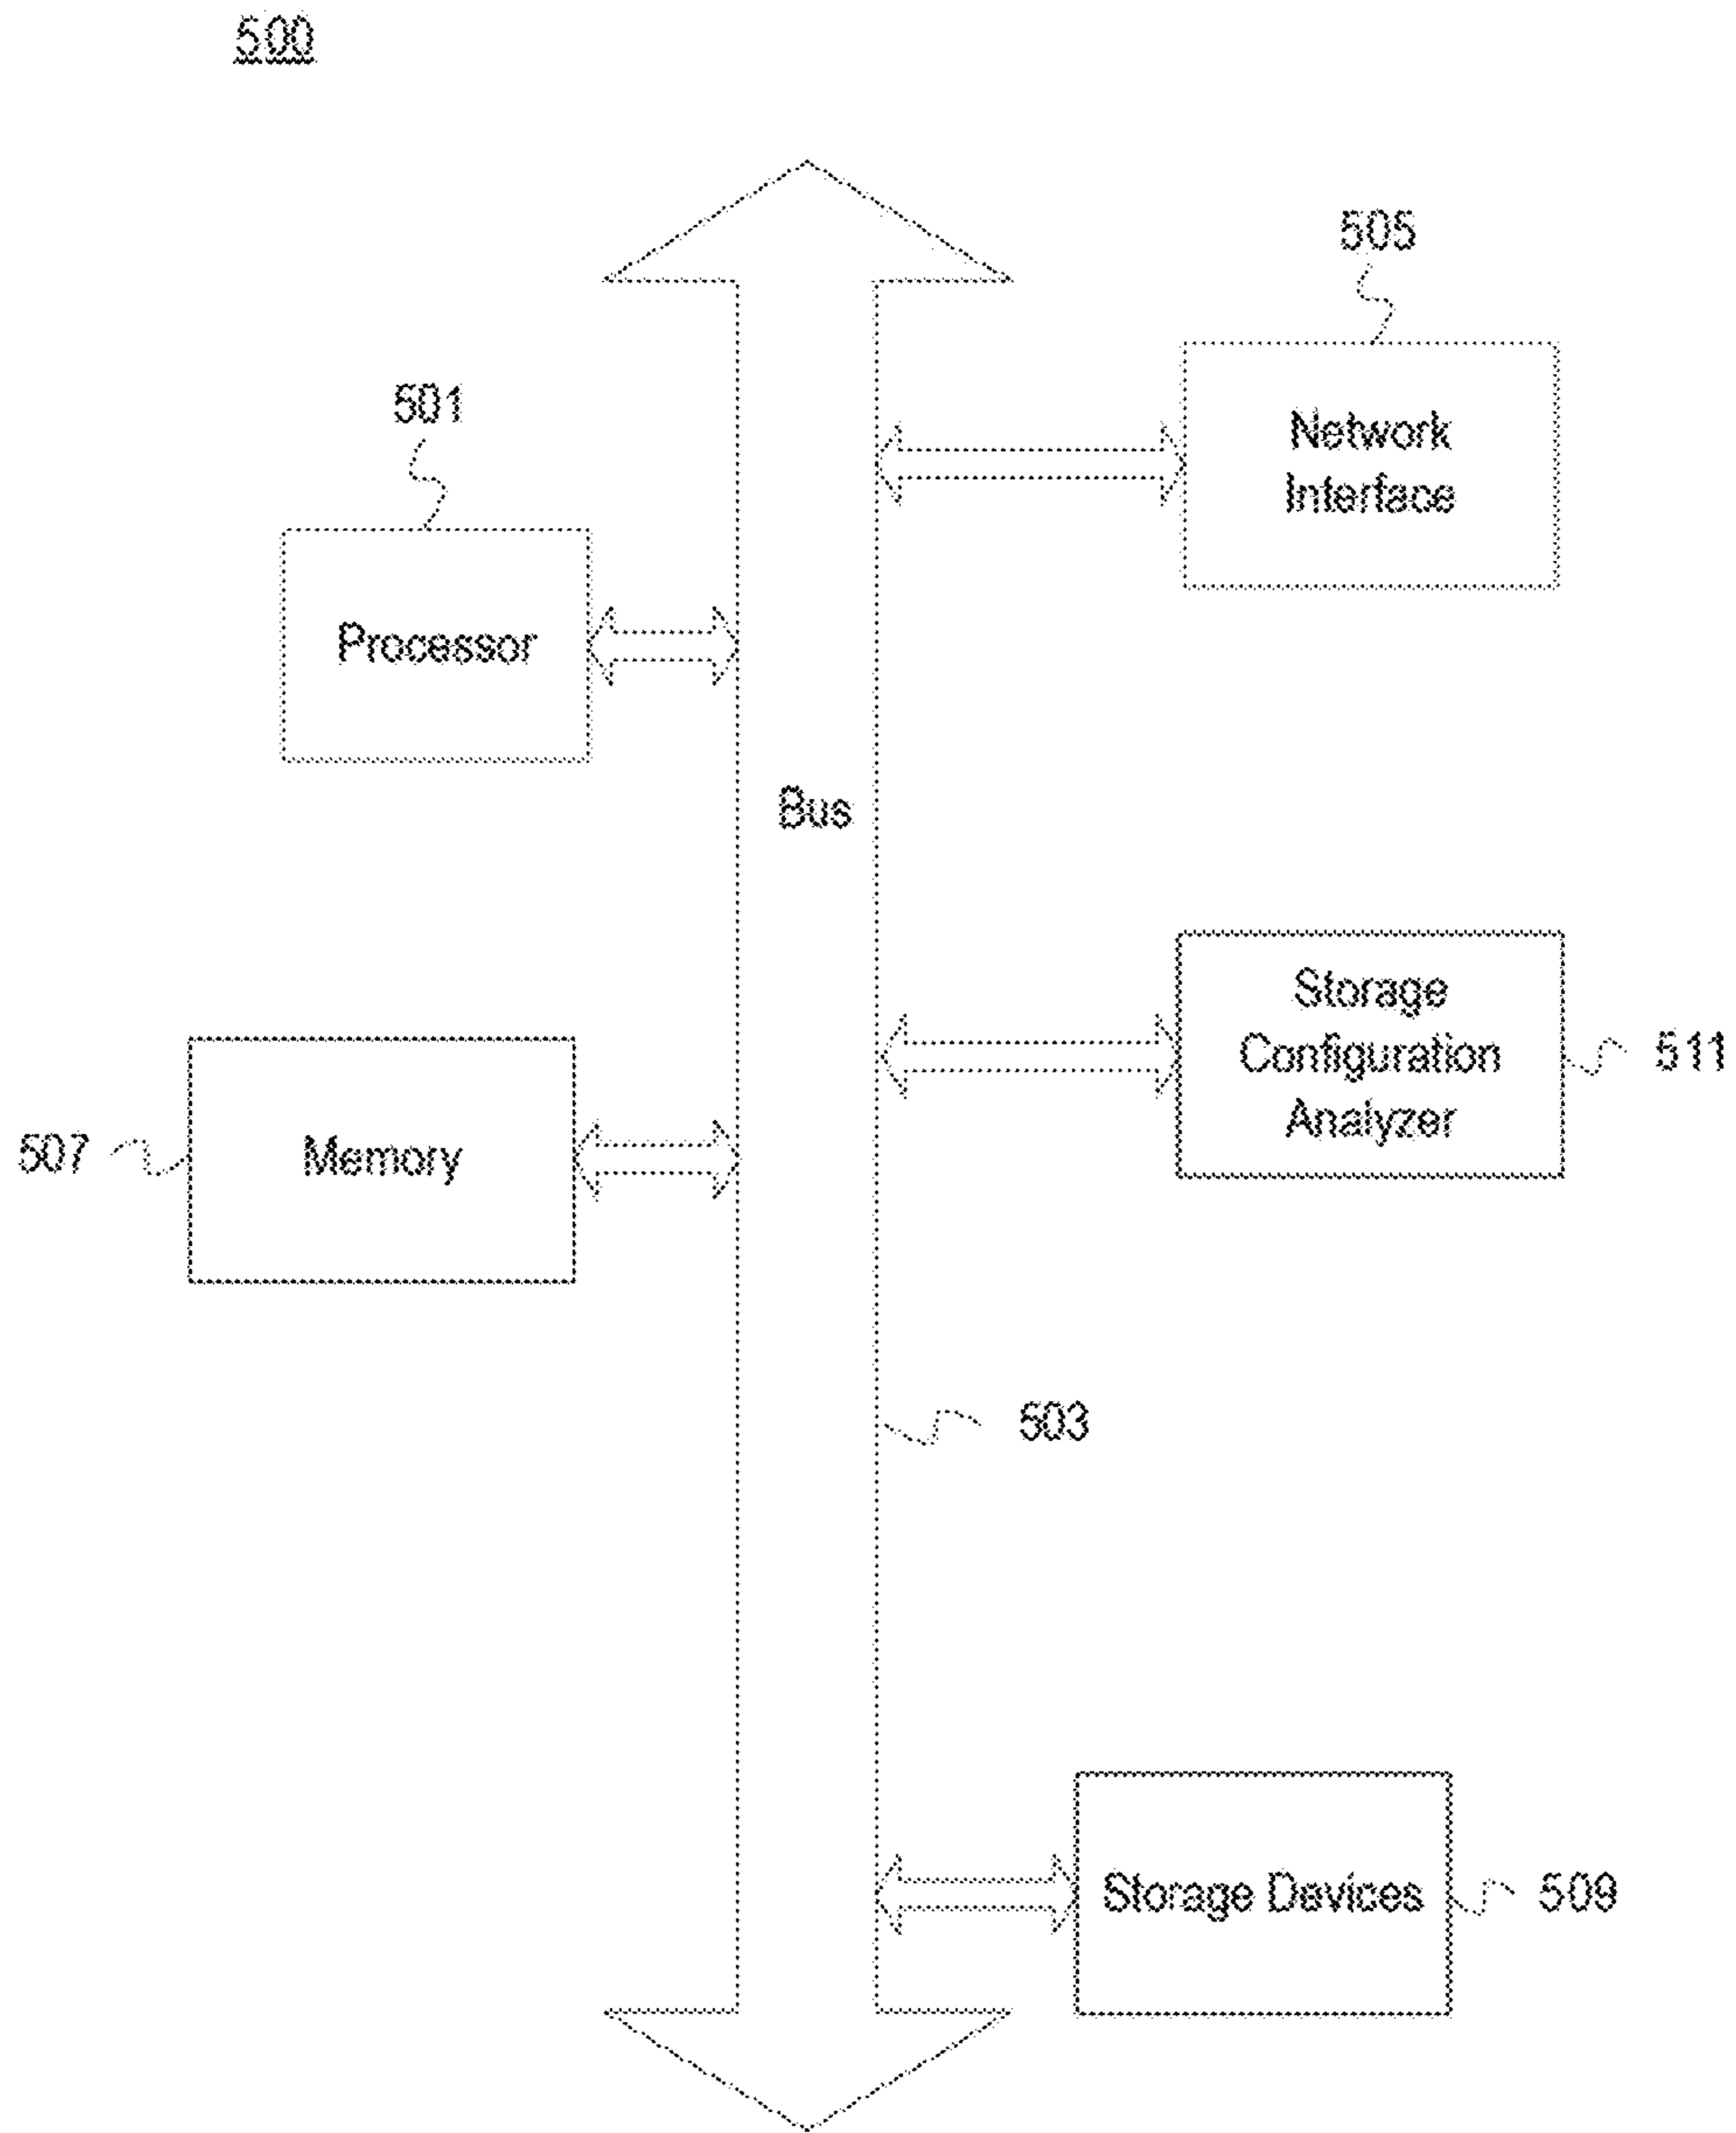 500
505
Network
Interface
501
Processor
Bus
Storage
Configuration
Analyzer
511
507
Memory
503
Storage Devices
509